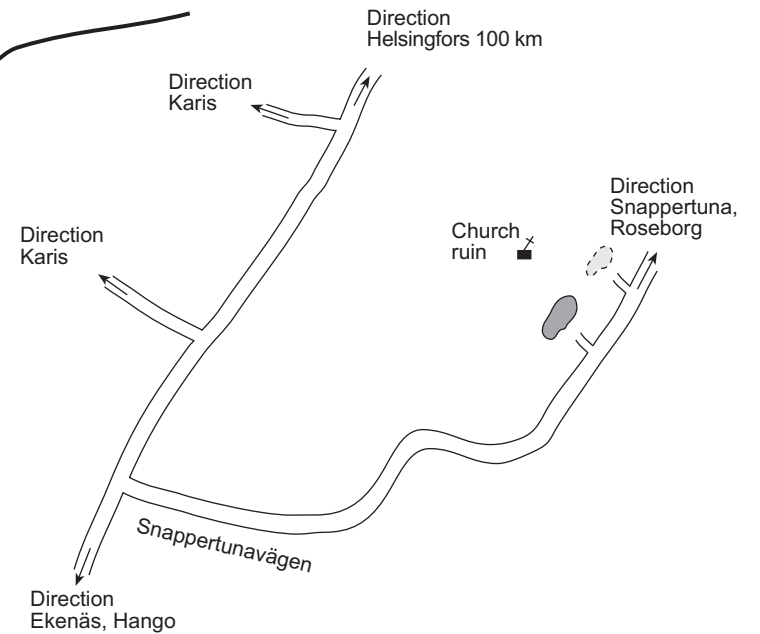 Direction
Helsingfors 100 km
Direction
Karis
Direction
Snappertuna,
Roseborg
Church
ruin
Direction
Karis
Snappertunavägen
Direction
Ekenäs, Hango